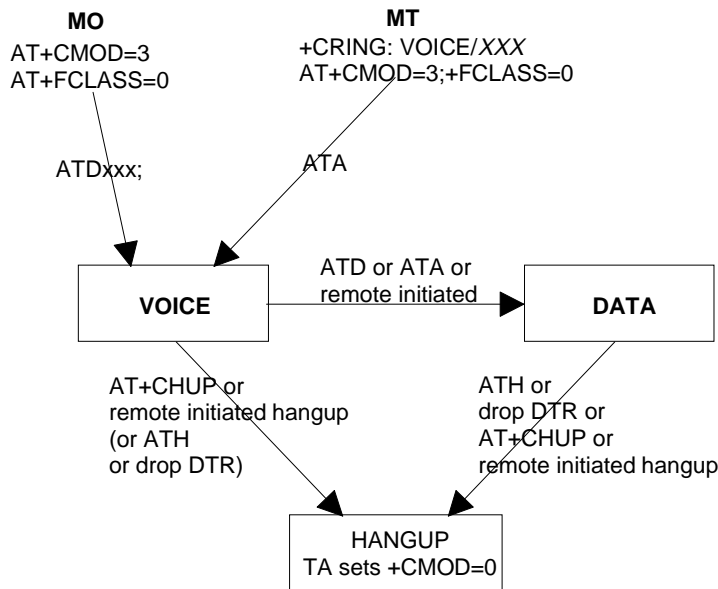 MO
AT+CMOD=3
AT+FCLASS=0
MT
+CRING: VOICE/XXX
AT+CMOD=3;+FCLASS=0
ATDxxx;
ATA
VOICE
ATD or ATA or
remote initiated
DATA
AT+CHUP or
remote initiated hangup
(or ATH
or drop DTR)
ATH or
drop DTR or
AT+CHUP or
remote initiated hangup
HANGUP
TA sets +CMOD=0